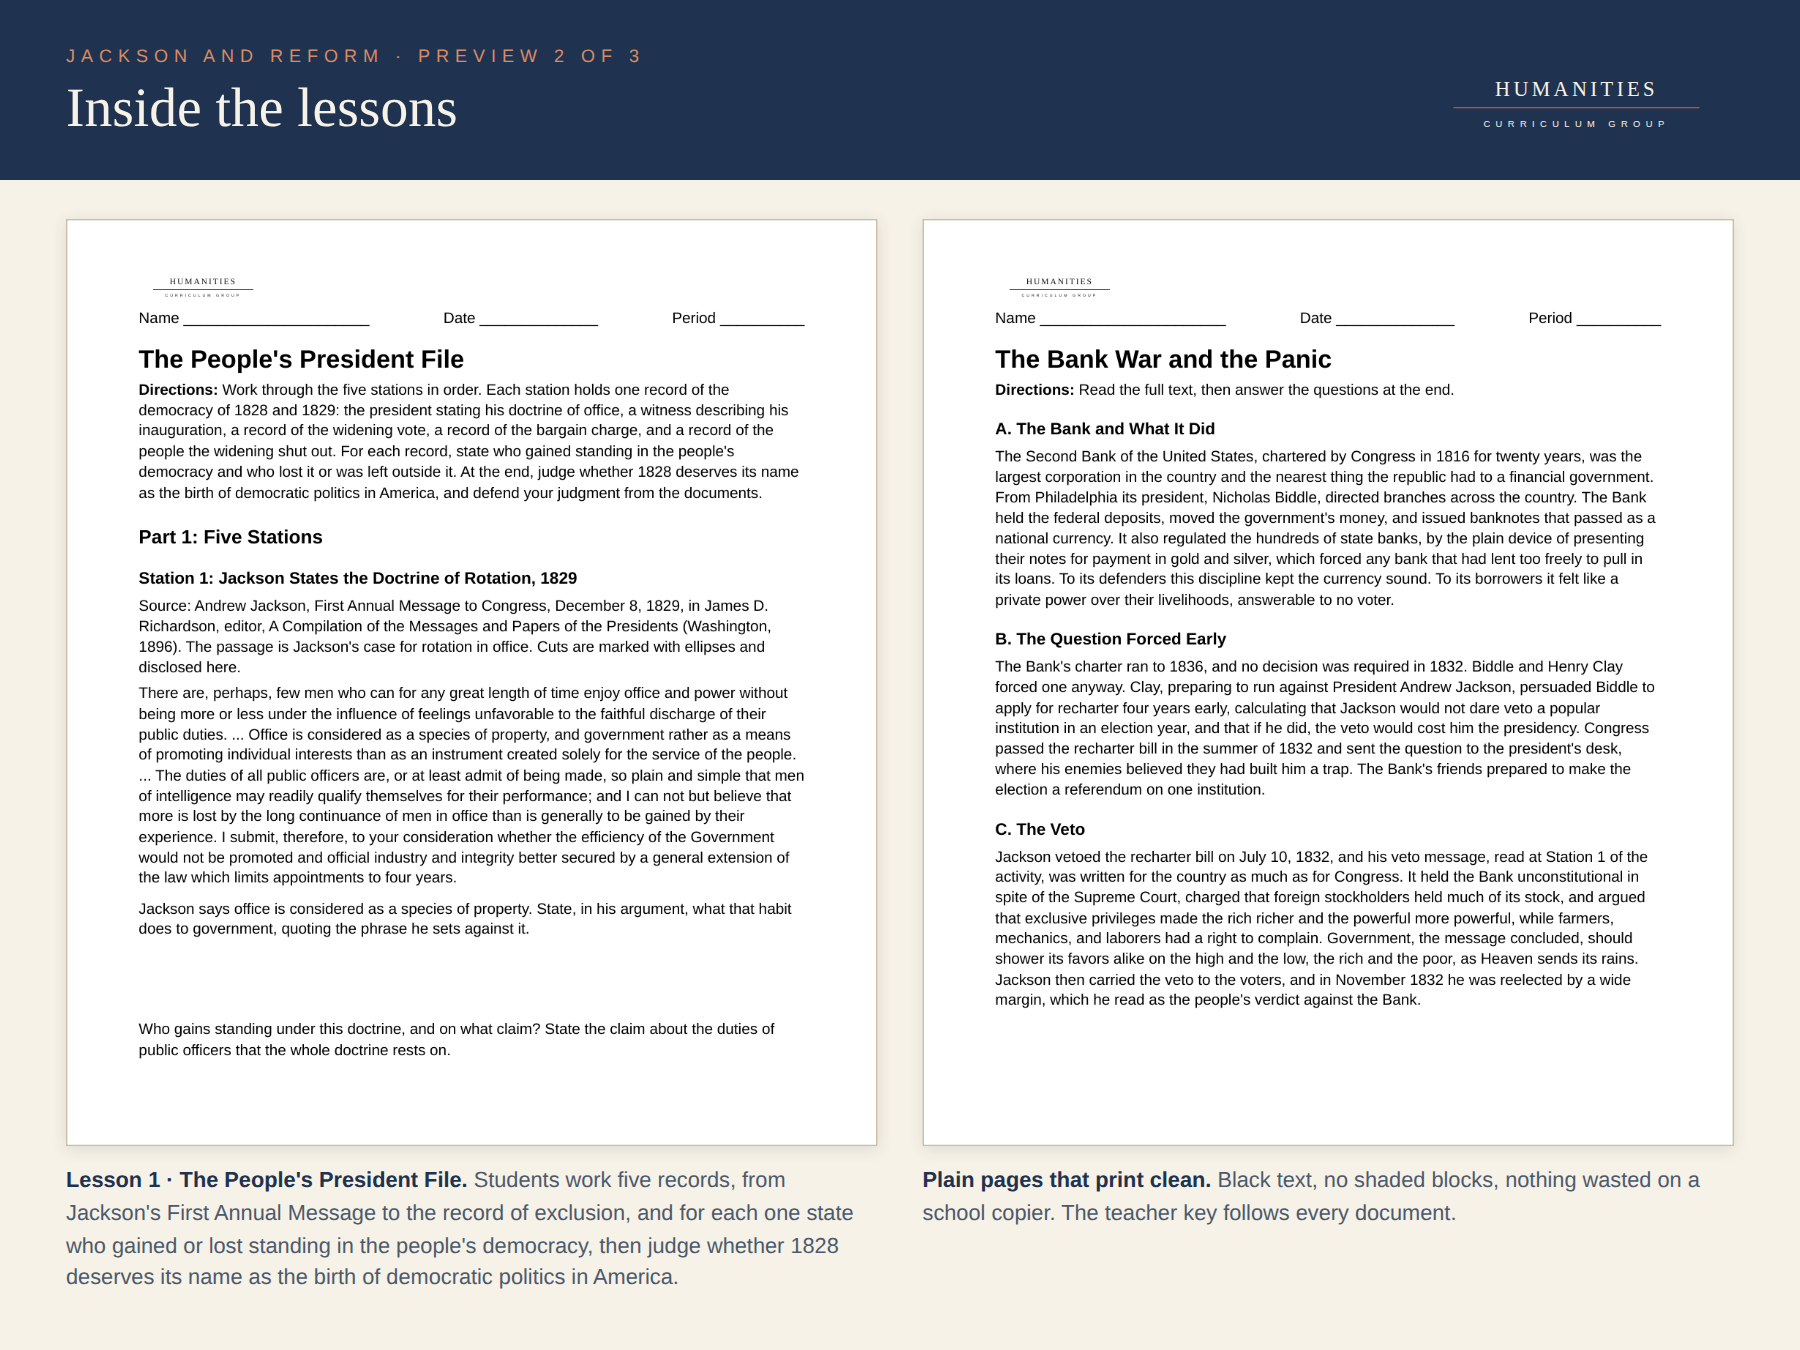 JACKSON AND REFORM · PREVIEW 2 OF 3
Inside the lessons
HUMANITIES
CURRICULUM GROUP
HUMANITIES
CURRICULUM GROUP
Name ______________________ Date ______________ Period __________
The People's President File
Directions: Work through the five stations in order. Each station holds one record of the
democracy of 1828 and 1829: the president stating his doctrine of office, a witness describing his
inauguration, a record of the widening vote, a record of the bargain charge, and a record of the
people the widening shut out. For each record, state who gained standing in the people's
democracy and who lost it or was left outside it. At the end, judge whether 1828 deserves its name
as the birth of democratic politics in America, and defend your judgment from the documents.
Part 1: Five Stations
Station 1: Jackson States the Doctrine of Rotation, 1829
Source: Andrew Jackson, First Annual Message to Congress, December 8, 1829, in James D.
Richardson, editor, A Compilation of the Messages and Papers of the Presidents (Washington,
1896). The passage is Jackson's case for rotation in office. Cuts are marked with ellipses and
disclosed here.
There are, perhaps, few men who can for any great length of time enjoy office and power without
being more or less under the influence of feelings unfavorable to the faithful discharge of their
public duties. ... Office is considered as a species of property, and government rather as a means
of promoting individual interests than as an instrument created solely for the service of the people.
... The duties of all public officers are, or at least admit of being made, so plain and simple that men
of intelligence may readily qualify themselves for their performance; and I can not but believe that
more is lost by the long continuance of men in office than is generally to be gained by their
experience. I submit, therefore, to your consideration whether the efficiency of the Government
would not be promoted and official industry and integrity better secured by a general extension of
the law which limits appointments to four years.
Jackson says office is considered as a species of property. State, in his argument, what that habit
does to government, quoting the phrase he sets against it.
Who gains standing under this doctrine, and on what claim? State the claim about the duties of
public officers that the whole doctrine rests on.
Lesson 1 · The People's President File. Students work five records, from
Jackson's First Annual Message to the record of exclusion, and for each one state
who gained or lost standing in the people's democracy, then judge whether 1828
deserves its name as the birth of democratic politics in America.
HUMANITIES
CURRICULUM GROUP
Name ______________________ Date ______________ Period __________
The Bank War and the Panic
Directions: Read the full text, then answer the questions at the end.
A. The Bank and What It Did
The Second Bank of the United States, chartered by Congress in 1816 for twenty years, was the
largest corporation in the country and the nearest thing the republic had to a financial government.
From Philadelphia its president, Nicholas Biddle, directed branches across the country. The Bank
held the federal deposits, moved the government's money, and issued banknotes that passed as a
national currency. It also regulated the hundreds of state banks, by the plain device of presenting
their notes for payment in gold and silver, which forced any bank that had lent too freely to pull in
its loans. To its defenders this discipline kept the currency sound. To its borrowers it felt like a
private power over their livelihoods, answerable to no voter.
B. The Question Forced Early
The Bank's charter ran to 1836, and no decision was required in 1832. Biddle and Henry Clay
forced one anyway. Clay, preparing to run against President Andrew Jackson, persuaded Biddle to
apply for recharter four years early, calculating that Jackson would not dare veto a popular
institution in an election year, and that if he did, the veto would cost him the presidency. Congress
passed the recharter bill in the summer of 1832 and sent the question to the president's desk,
where his enemies believed they had built him a trap. The Bank's friends prepared to make the
election a referendum on one institution.
C. The Veto
Jackson vetoed the recharter bill on July 10, 1832, and his veto message, read at Station 1 of the
activity, was written for the country as much as for Congress. It held the Bank unconstitutional in
spite of the Supreme Court, charged that foreign stockholders held much of its stock, and argued
that exclusive privileges made the rich richer and the powerful more powerful, while farmers,
mechanics, and laborers had a right to complain. Government, the message concluded, should
shower its favors alike on the high and the low, the rich and the poor, as Heaven sends its rains.
Jackson then carried the veto to the voters, and in November 1832 he was reelected by a wide
margin, which he read as the people's verdict against the Bank.
Plain pages that print clean. Black text, no shaded blocks, nothing wasted on a
school copier. The teacher key follows every document.